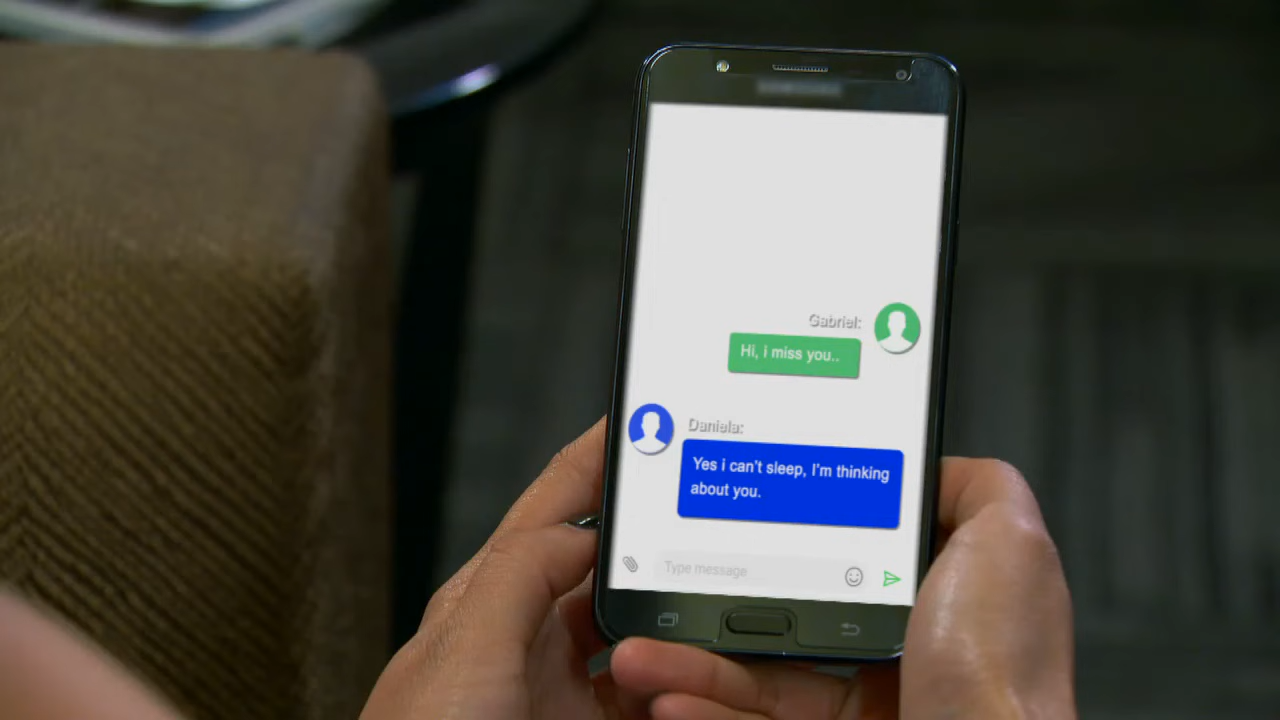 Gabriel:
Hi, i miss you..
Daniela:
Yes i can't sleep, I'm thinking
about you.
Type message